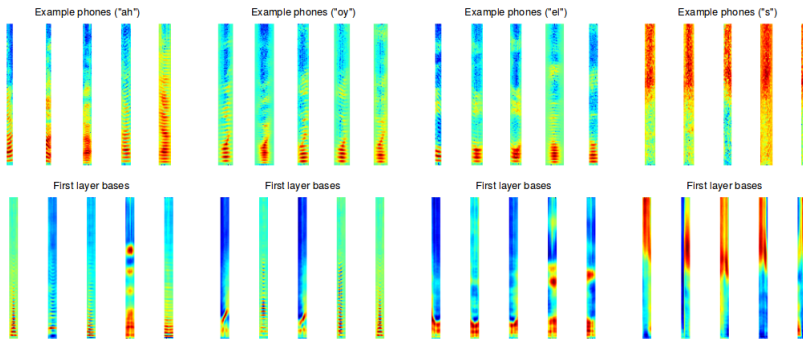 Example phones ("ah")
Example phones ("oy")
Example phones ("el")
Example phones ("s")
First layer bases
First layer bases
First layer bases
First layer bases